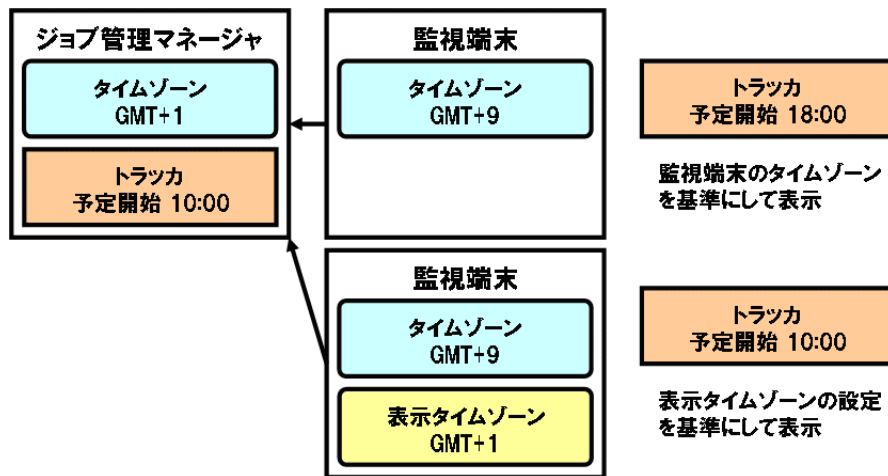 ジョブ管理マネージャ
タイムゾーン
GMT+1
トラッカ
予定開始 10:00
監視端末
タイムゾーン
GMT+9
トラッカ
予定開始 18:00
監視端末のタイムゾーン
を基準にして表示
監視端末
タイムゾーン
GMT+9
表示タイムゾーン
GMT+1
トラッカ
予定開始 10:00
表示タイムゾーンの設定
を基準にして表示